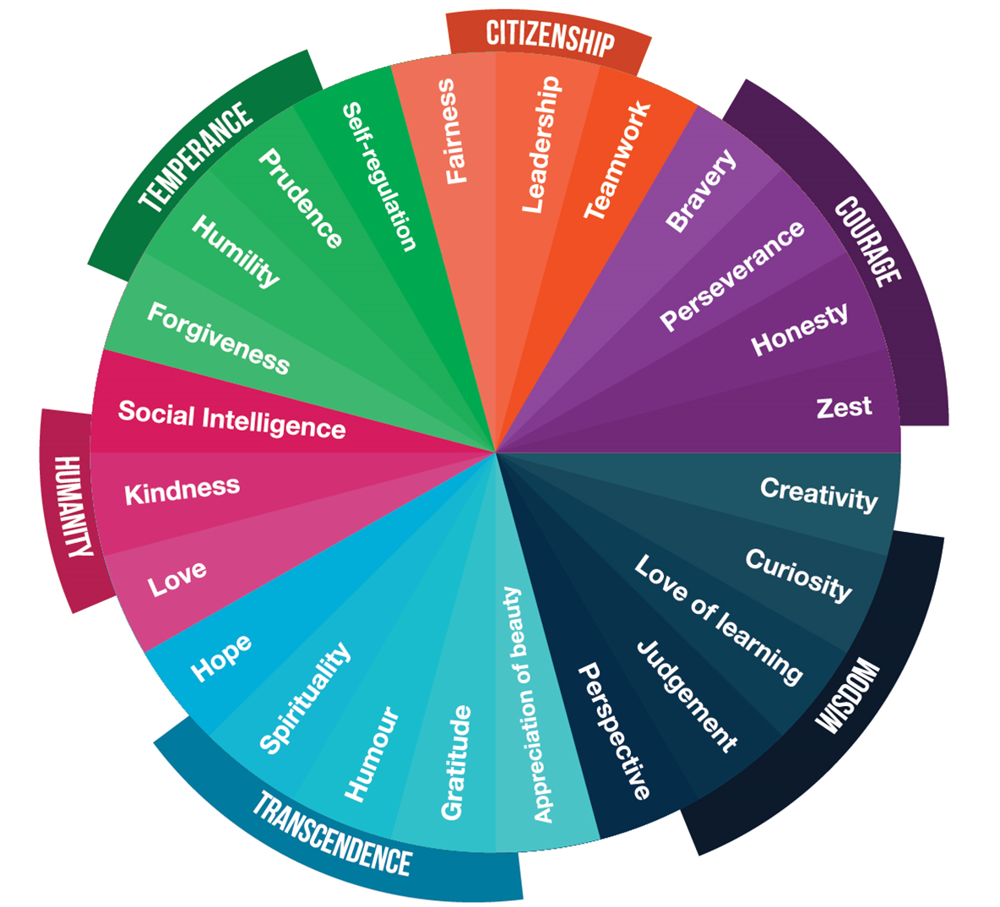 CITIZENSHIP
Fairness
Leadership
Teamwork
COURAGE
Bravery
Perseverance
Honesty
Zest
WISDOM
Creativity
Curiosity
Love of learning
Judgement
Perspective
TRANSCENDENCE
Appreciation of beauty
Gratitude
Humour
Spirituality
Hope
HUMANITY
Love
Kindness
Social Intelligence
TEMPERANCE
Forgiveness
Humility
Prudence
Self-regulation